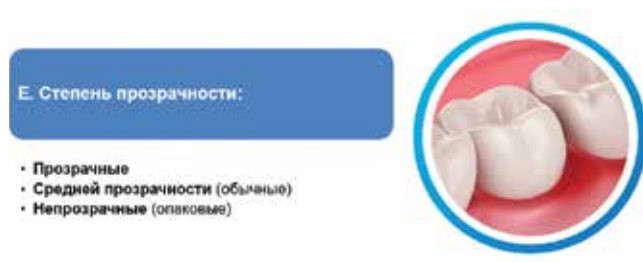 Е. Степень прозрачности:
• Прозрачные
• Средней прозрачности (обычные)
• Непрозрачные (опаковые)